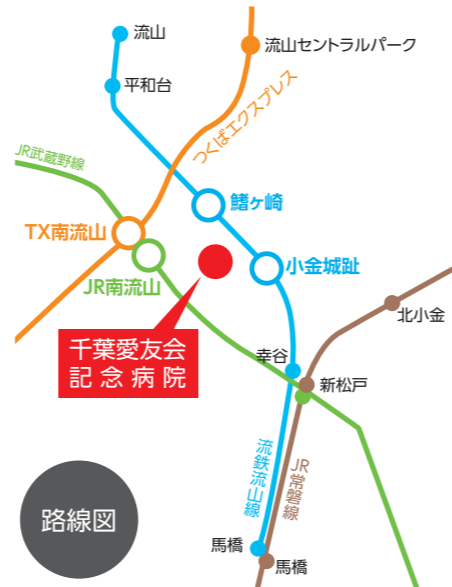 流山
流山セントラルパーク
平和台
つくばエクスプレス
JR武蔵野線
鰭ヶ崎
TX南流山
小金城趾
JR南流山
北小金
千葉愛友会
記念病院
幸谷
新松戸
流鉄流山線
JR常磐線
路線図
馬橋
馬橋